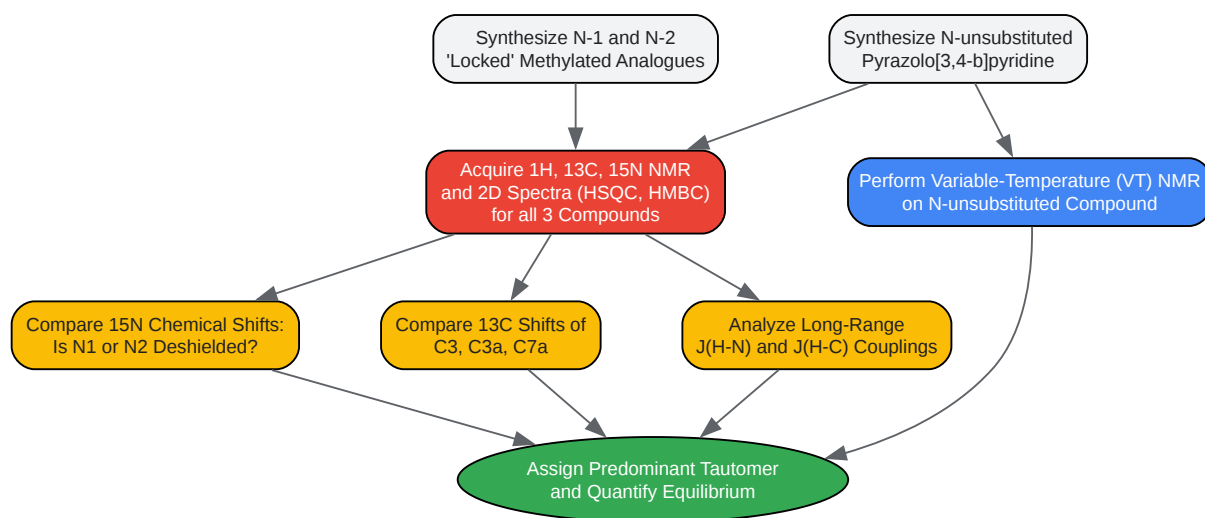 Synthesize N-1 and N-2
'Locked' Methylated Analogues
Synthesize N-unsubstituted
Pyrazolo[3,4-b]pyridine
Acquire 1H, 13C, 15N NMR
and 2D Spectra (HSQC, HMBC)
for all 3 Compounds
Perform Variable-Temperature (VT) NMR
on N-unsubstituted Compound
Compare 15N Chemical Shifts:
Is N1 or N2 Deshielded?
Compare 13C Shifts of
C3, C3a, C7a
Analyze Long-Range
J(H-N) and J(H-C) Couplings
Assign Predominant Tautomer
and Quantify Equilibrium